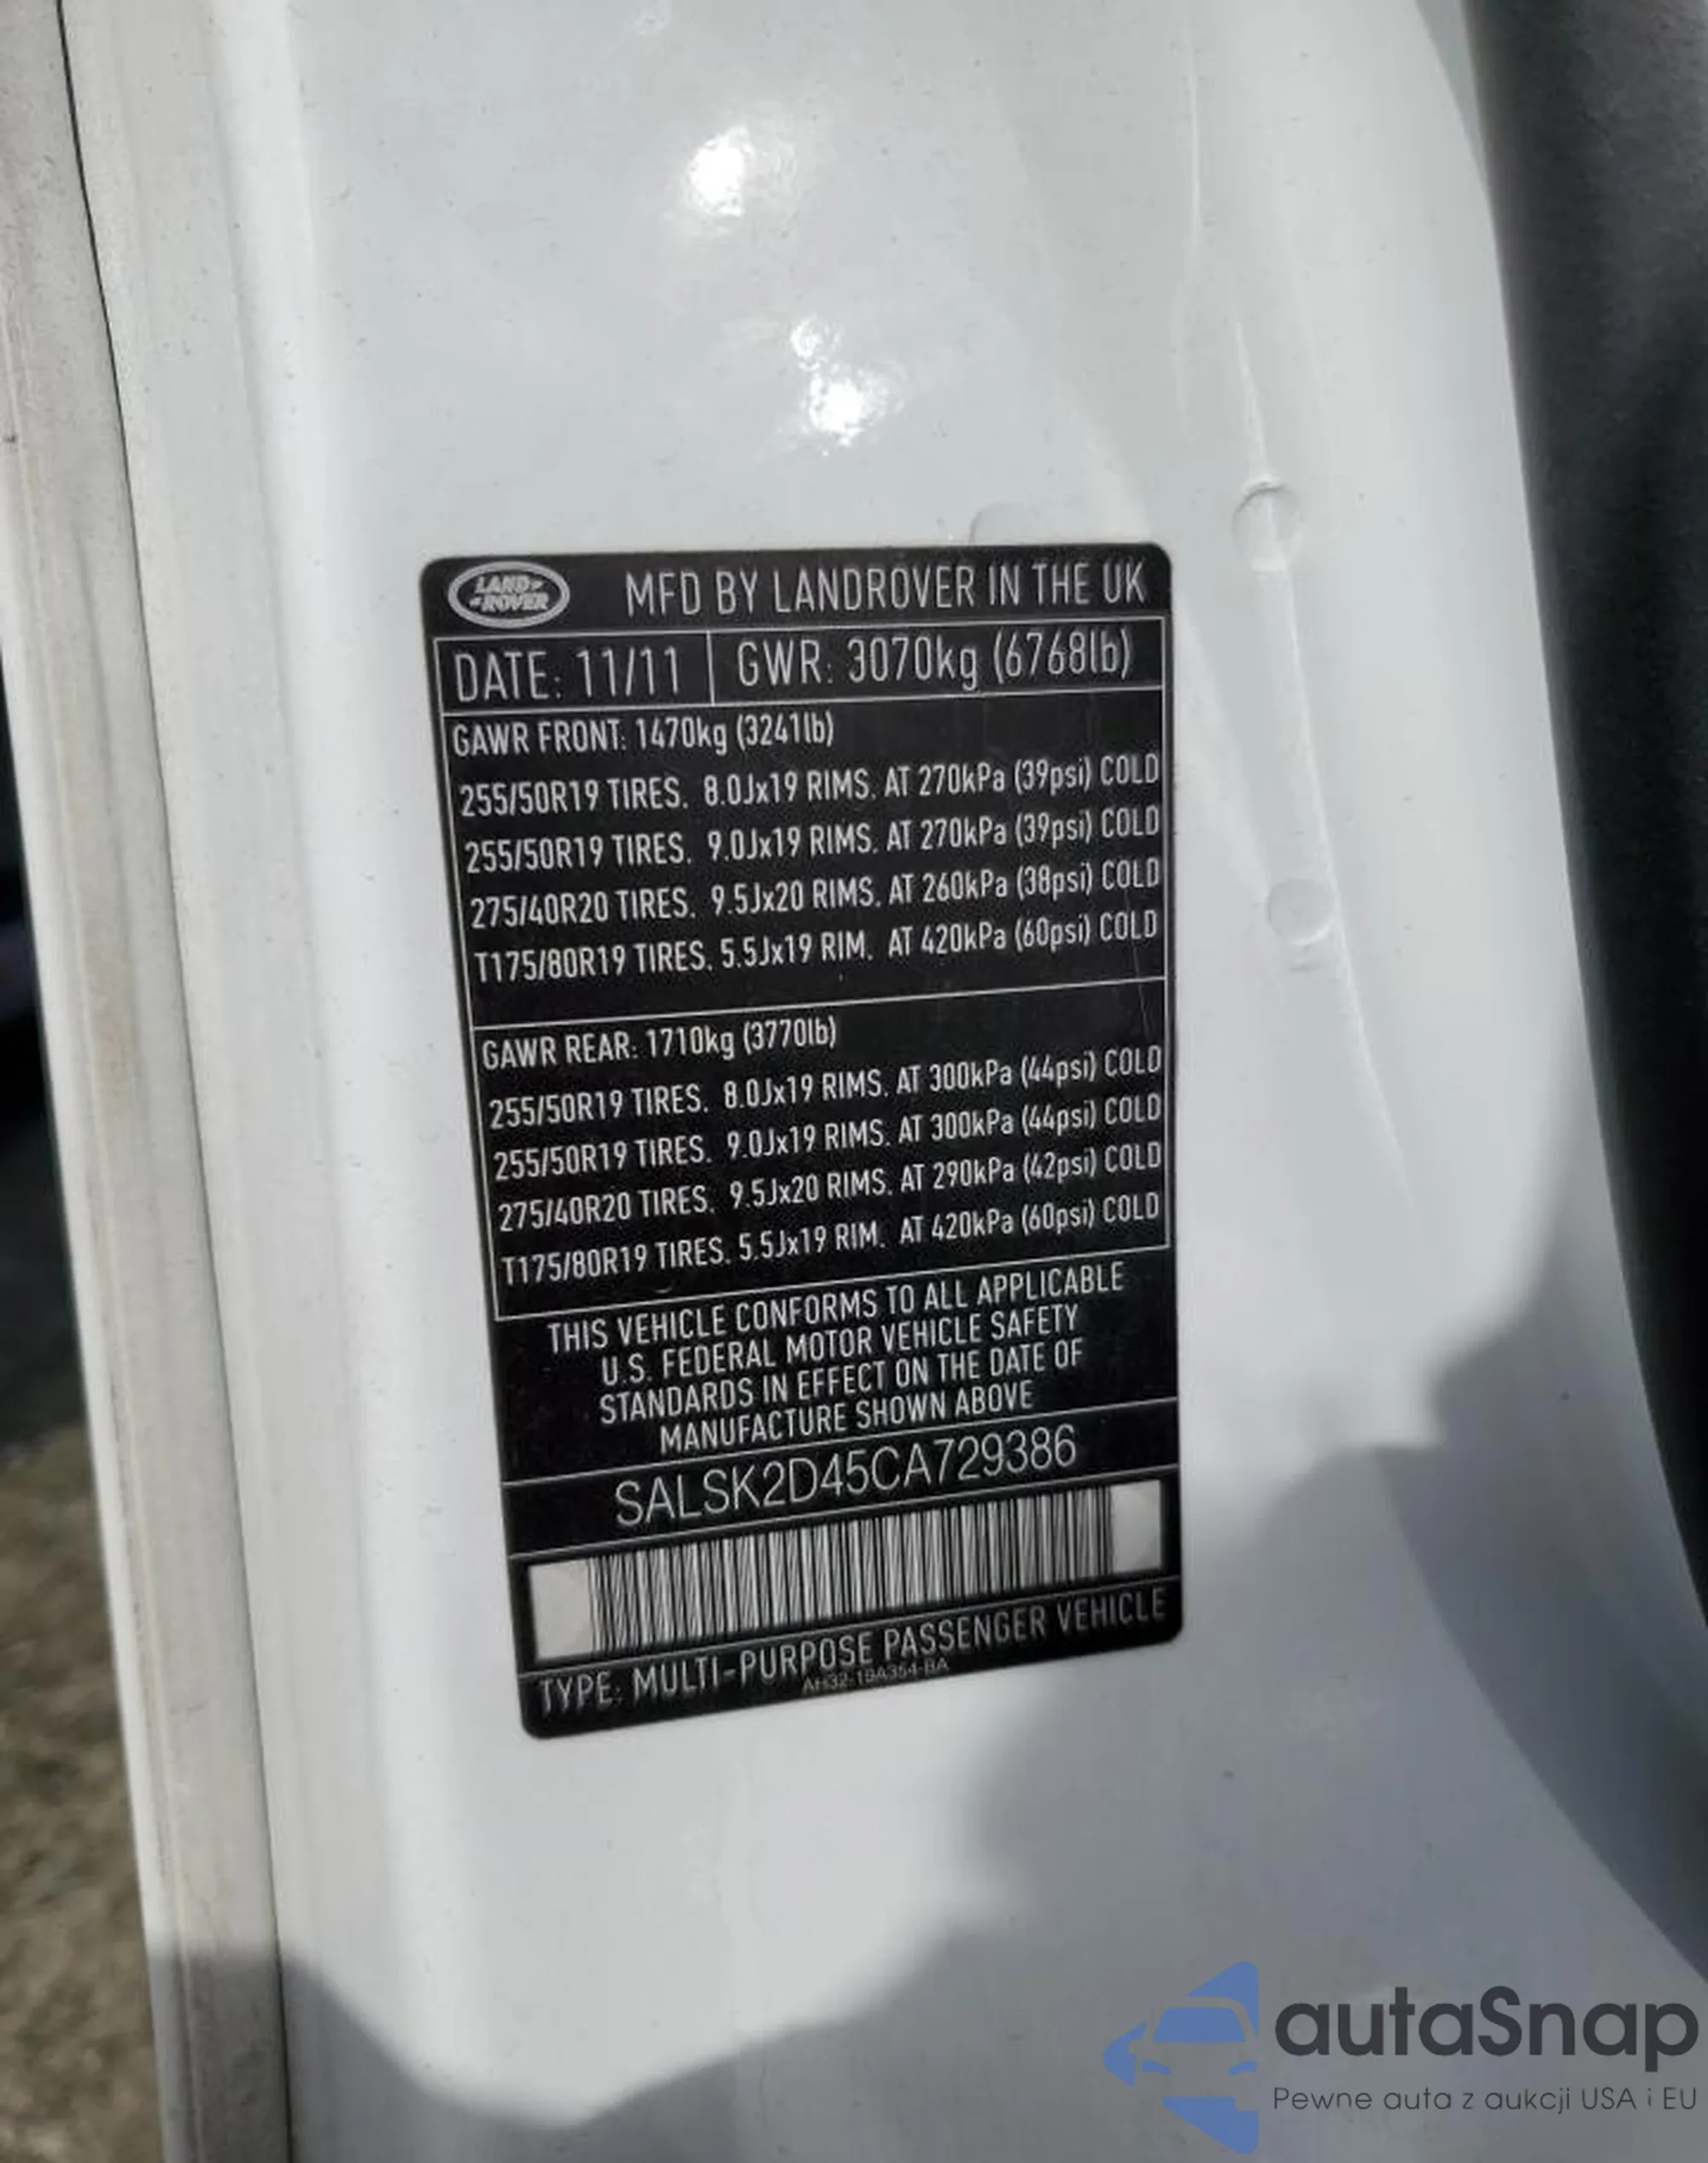 LAND-
-ROVER
MFD BY LANDROVER IN THE UK
DATE: 11/11 GWR: 3070kg (6768lb)
GAWR FRONT: 1470kg (3241lb)
255/50R19 TIRES. 8.0Jx19 RIMS. AT 270kPa (39psi) COLD
255/50R19 TIRES. 9.0Jx19 RIMS. AT 270kPa (39psi) COLD
275/40R20 TIRES. 9.5Jx20 RIMS. AT 260kPa (38psi) COLD
T175/80R19 TIRES. 5.5Jx19 RIM. AT 420kPa (60psi) COLD
GAWR REAR: 1710kg (3770lb)
255/50R19 TIRES. 8.0Jx19 RIMS. AT 300kPa (44psi) COLD
255/50R19 TIRES. 9.0Jx19 RIMS. AT 300kPa (44psi) COLD
275/40R20 TIRES. 9.5Jx20 RIMS. AT 290kPa (42psi) COLD
T175/80R19 TIRES. 5.5Jx19 RIM. AT 420kPa (60psi) COLD
THIS VEHICLE CONFORMS TO ALL APPLICABLE
U.S. FEDERAL MOTOR VEHICLE SAFETY
STANDARDS IN EFFECT ON THE DATE OF
MANUFACTURE SHOWN ABOVE
SALSK2D45CA729386
TYPE: MULTI-PURPOSE PASSENGER VEHICLE
AH32-19A354-BA
autaSnap
Pewne auta z aukcji USA i EU